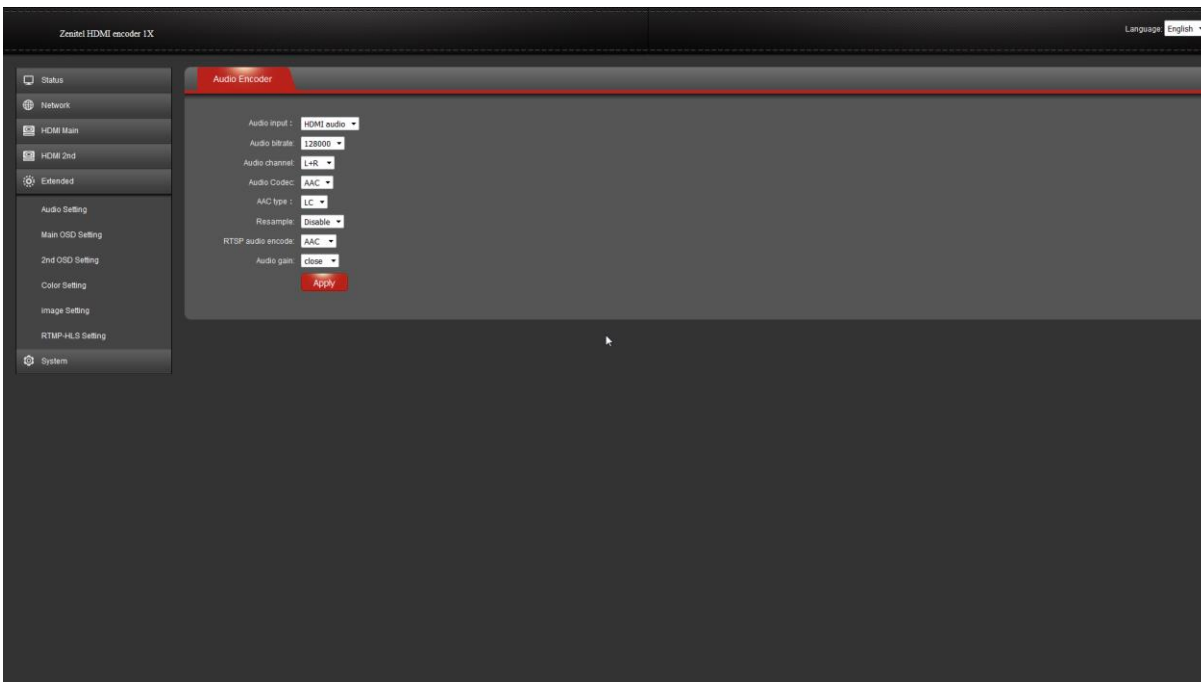 Zenitel HDMI encoder 1X
Language: English
Status
Network
HDMI Main
HDMI 2nd
Extended
Audio Setting
Main OSD Setting
2nd OSD Setting
Color Setting
image Setting
RTMP-HLS Setting
System
Audio Encoder
Audio input : HDMI audio
Audio bitrate: 128000
Audio channel: L+R
Audio Codec: AAC
AAC type : LC
Resample: Disable
RTSP audio encode: AAC
Audio gain: close
Apply